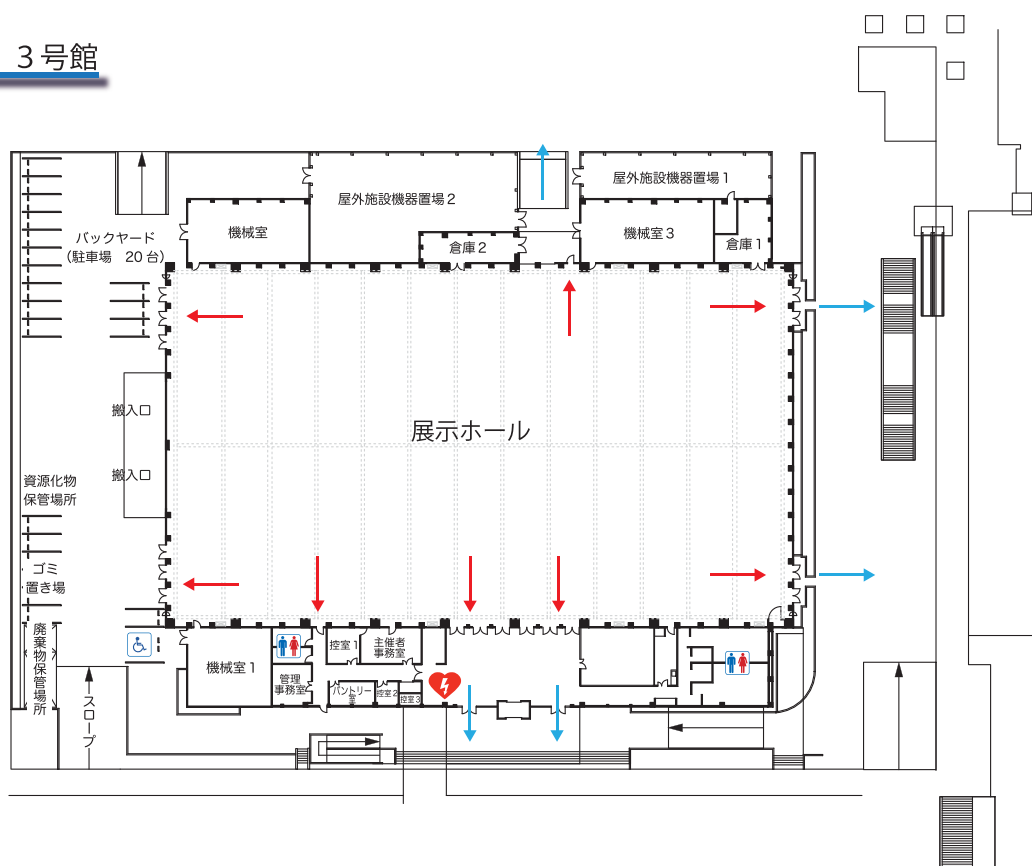 ３号館
屋外施設機器置場２
屋外施設機器置場１
機械室
機械室３
倉庫２
倉庫１
バックヤード
（駐車場　20 台）
展示ホール
搬入口
搬入口
資源化物
保管場所
ゴミ
置き場
廃棄物保管場所
スロープ
機械室１
管理
事務室
控室１
主催者
事務室
パントリー
室
控室２
控室３